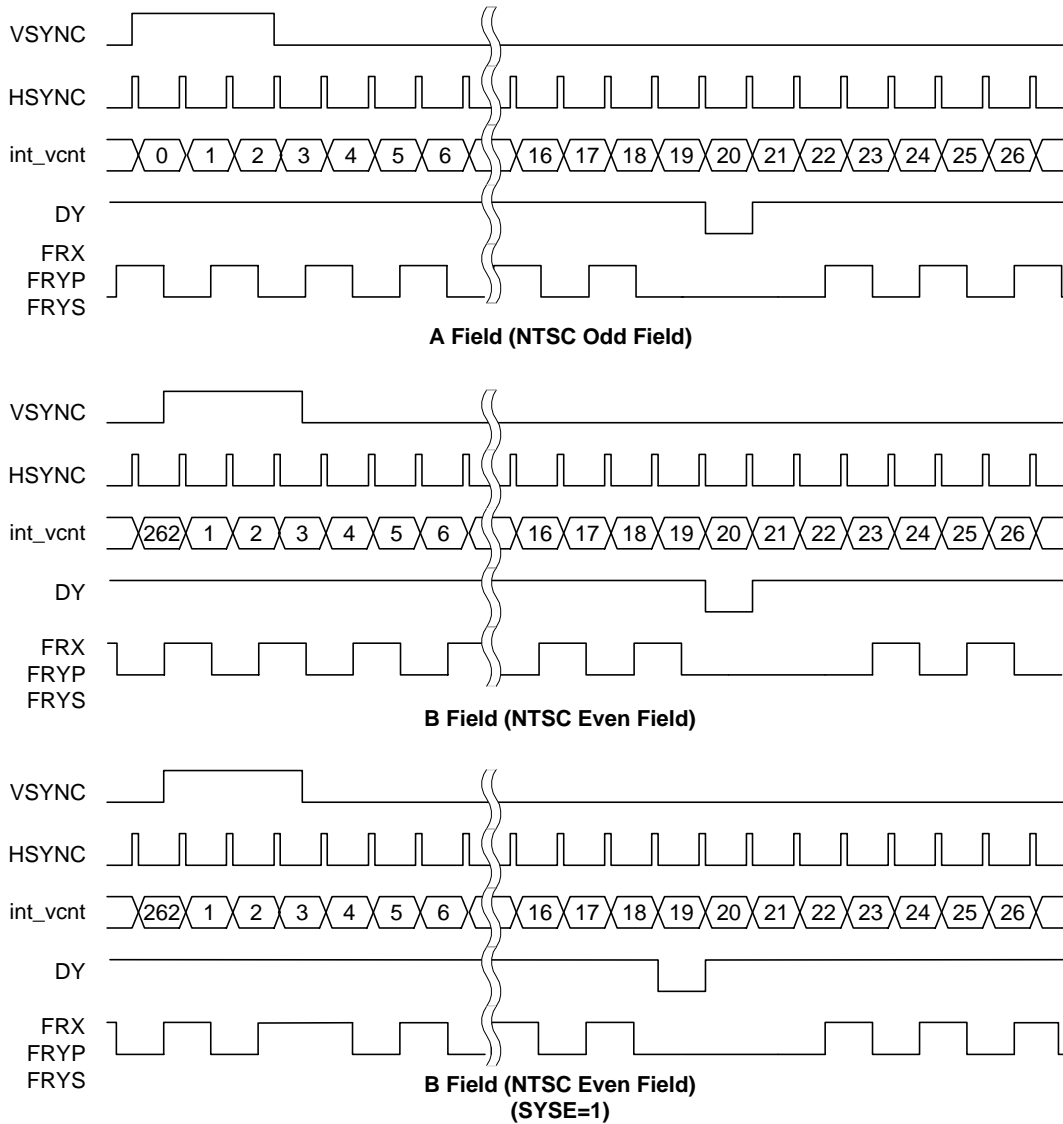 VSYNC
HSYNC
int_vcnt 0 1 2 3 4 5 6 16 17 18 19 20 21 22 23 24 25 26
DY
FRX
FRYP
FRYS
A Field (NTSC Odd Field)
VSYNC
HSYNC
int_vcnt 262 1 2 3 4 5 6 16 17 18 19 20 21 22 23 24 25 26
DY
FRX
FRYP
FRYS
B Field (NTSC Even Field)
VSYNC
HSYNC
int_vcnt 262 1 2 3 4 5 6 16 17 18 19 20 21 22 23 24 25 26
DY
FRX
FRYP
FRYS
B Field (NTSC Even Field)
(SYSE=1)